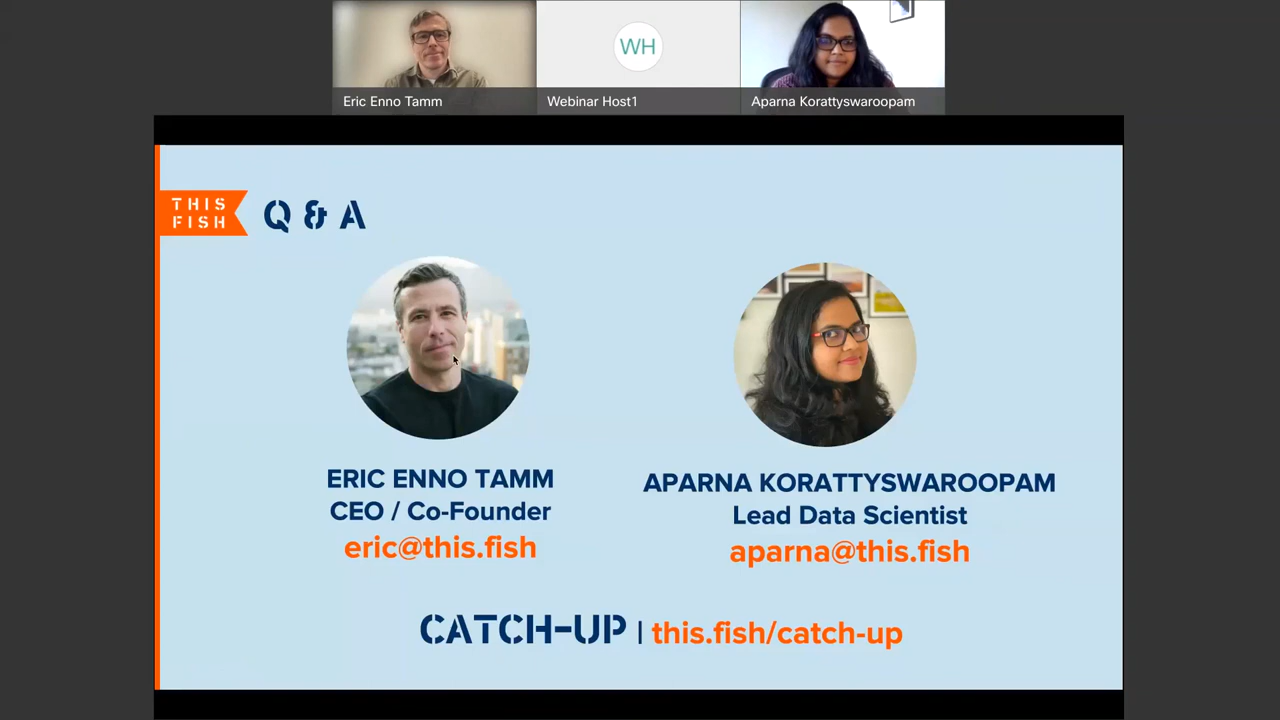 WH
Eric Enno Tamm
Webinar Host1
Aparna Korattyswaroopam
THIS
FISH
Q & A
ERIC ENNO TAMM
CEO / Co-Founder
eric@this.fish
APARNA KORATTYSWAROOPAM
Lead Data Scientist
aparna@this.fish
CATCH-UP | this.fish/catch-up